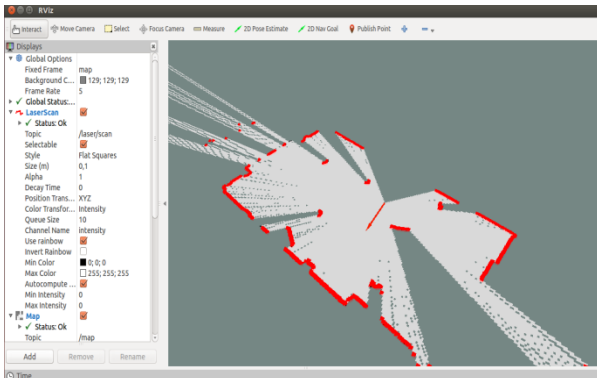 RViz
Interact Move Camera Select Focus Camera Measure 2D Pose Estimate 2D Nav Goal Publish Point
Displays
Global Options
Fixed Frame map
Background C... 129; 129; 129
Frame Rate 5
Global Status:...
LaserScan
Status: Ok
Topic /laser/scan
Selectable
Style Flat Squares
Size (m) 0,1
Alpha 1
Decay Time 0
Position Trans... XYZ
Color Transfor... Intensity
Queue Size 10
Channel Name intensity
Use rainbow
Invert Rainbow
Min Color 0; 0; 0
Max Color 255; 255; 255
Autocompute ...
Min Intensity 0
Max Intensity 0
Map
Status: Ok
Topic /map
Add Remove Rename
Time